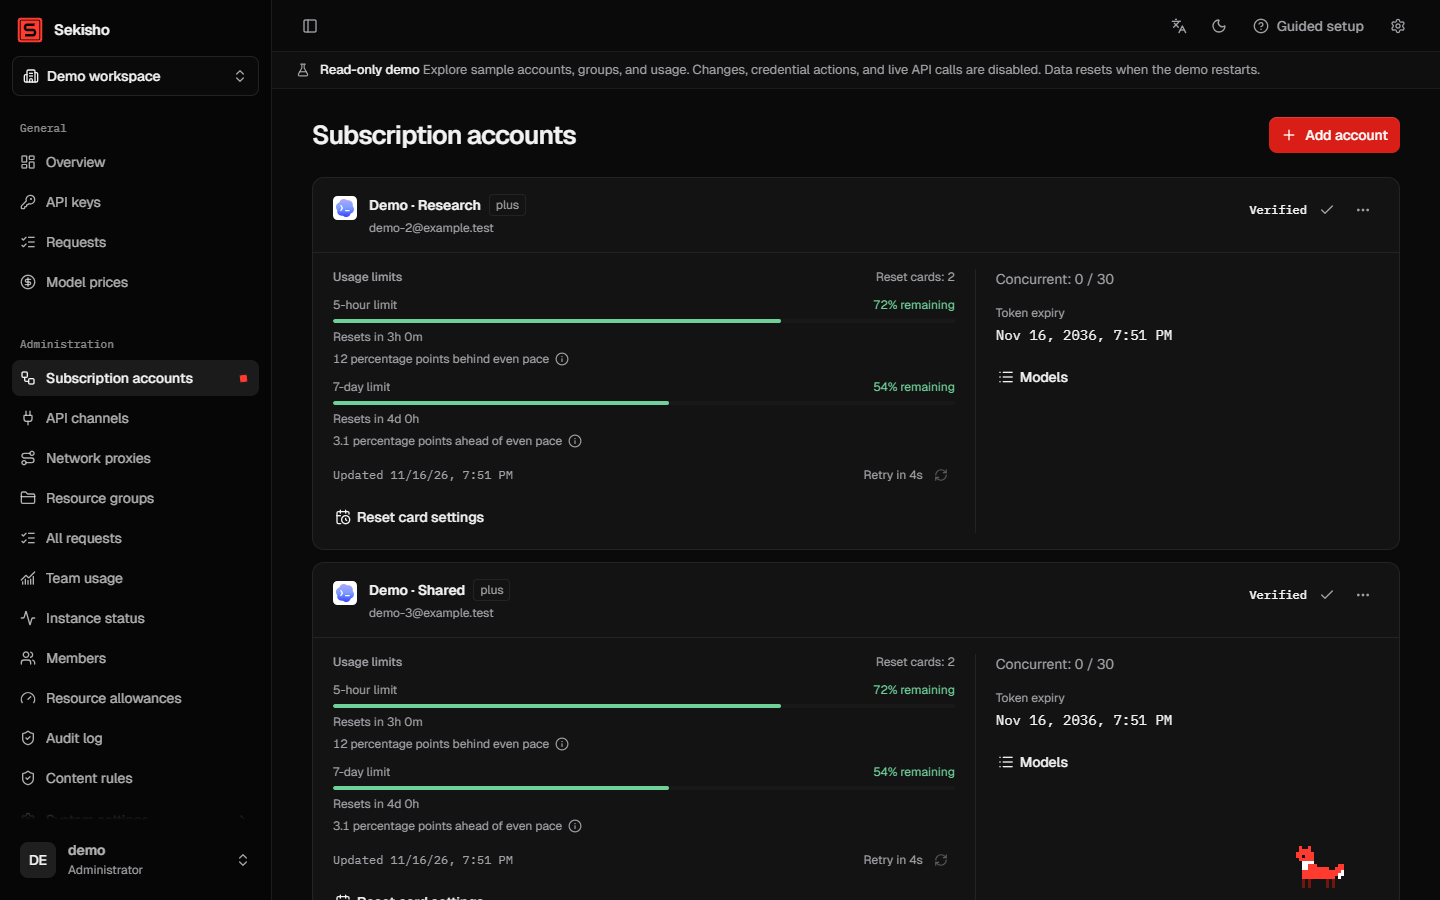 Sekisho
Demo workspace
General
Overview
API keys
Requests
Model prices
Administration
Subscription accounts
API channels
Network proxies
Resource groups
All requests
Team usage
Instance status
Members
Resource allowances
Audit log
Content rules
System settings
DE
demo
Administrator
Guided setup
Read-only demo Explore sample accounts, groups, and usage. Changes, credential actions, and live API calls are disabled. Data resets when the demo restarts.
Subscription accounts
Add account
Demo · Research plus
demo-2@example.test
Verified
Usage limits
Reset cards: 2
5-hour limit
72% remaining
Resets in 3h 0m
12 percentage points behind even pace
7-day limit
54% remaining
Resets in 4d 0h
3.1 percentage points ahead of even pace
Updated 11/16/26, 7:51 PM
Retry in 4s
Reset card settings
Concurrent: 0 / 30
Token expiry
Nov 16, 2036, 7:51 PM
Models
Demo · Shared plus
demo-3@example.test
Verified
Usage limits
Reset cards: 2
5-hour limit
72% remaining
Resets in 3h 0m
12 percentage points behind even pace
7-day limit
54% remaining
Resets in 4d 0h
3.1 percentage points ahead of even pace
Updated 11/16/26, 7:51 PM
Retry in 4s
Reset card settings
Concurrent: 0 / 30
Token expiry
Nov 16, 2036, 7:51 PM
Models